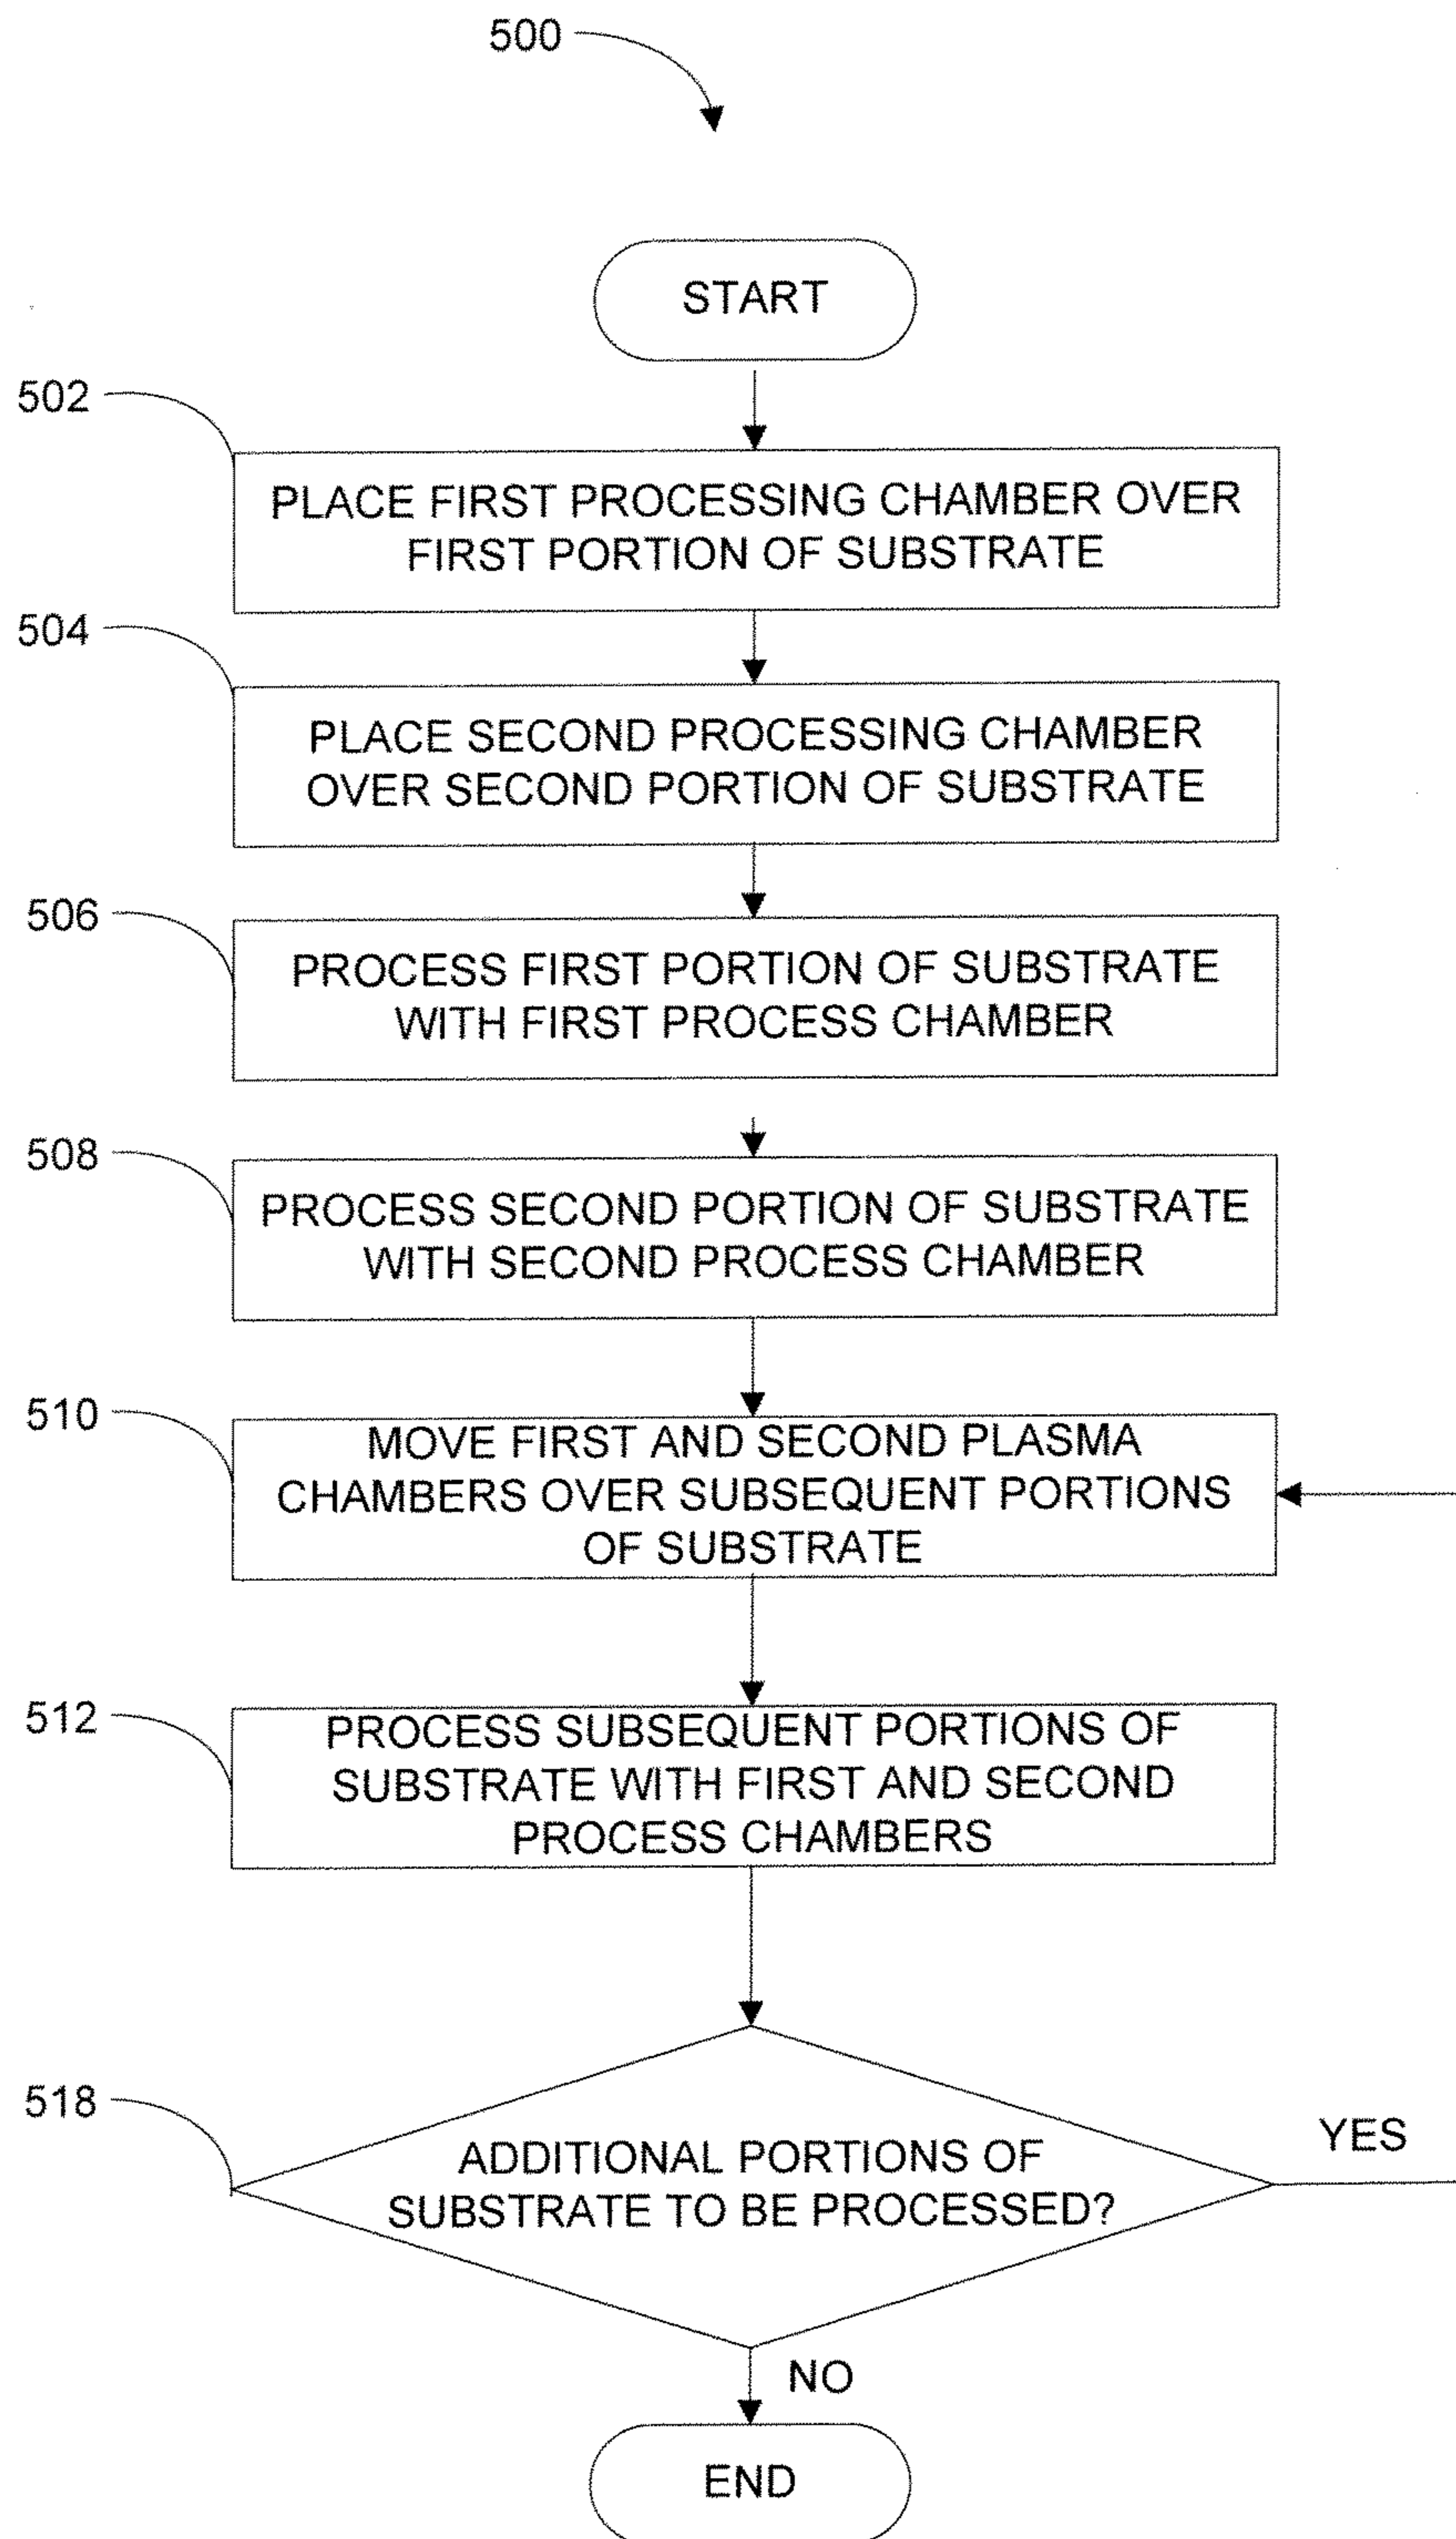 500
START
502
PLACE FIRST PROCESSING CHAMBER OVER
FIRST PORTION OF SUBSTRATE
504
PLACE SECOND PROCESSING CHAMBER
OVER SECOND PORTION OF SUBSTRATE
506
PROCESS FIRST PORTION OF SUBSTRATE
WITH FIRST PROCESS CHAMBER
508
PROCESS SECOND PORTION OF SUBSTRATE
WITH SECOND PROCESS CHAMBER
510
MOVE FIRST AND SECOND PLASMA
CHAMBERS OVER SUBSEQUENT PORTIONS
OF SUBSTRATE
512
PROCESS SUBSEQUENT PORTIONS OF
SUBSTRATE WITH FIRST AND SECOND
PROCESS CHAMBERS
518
ADDITIONAL PORTIONS OF
SUBSTRATE TO BE PROCESSED?
YES
NO
END